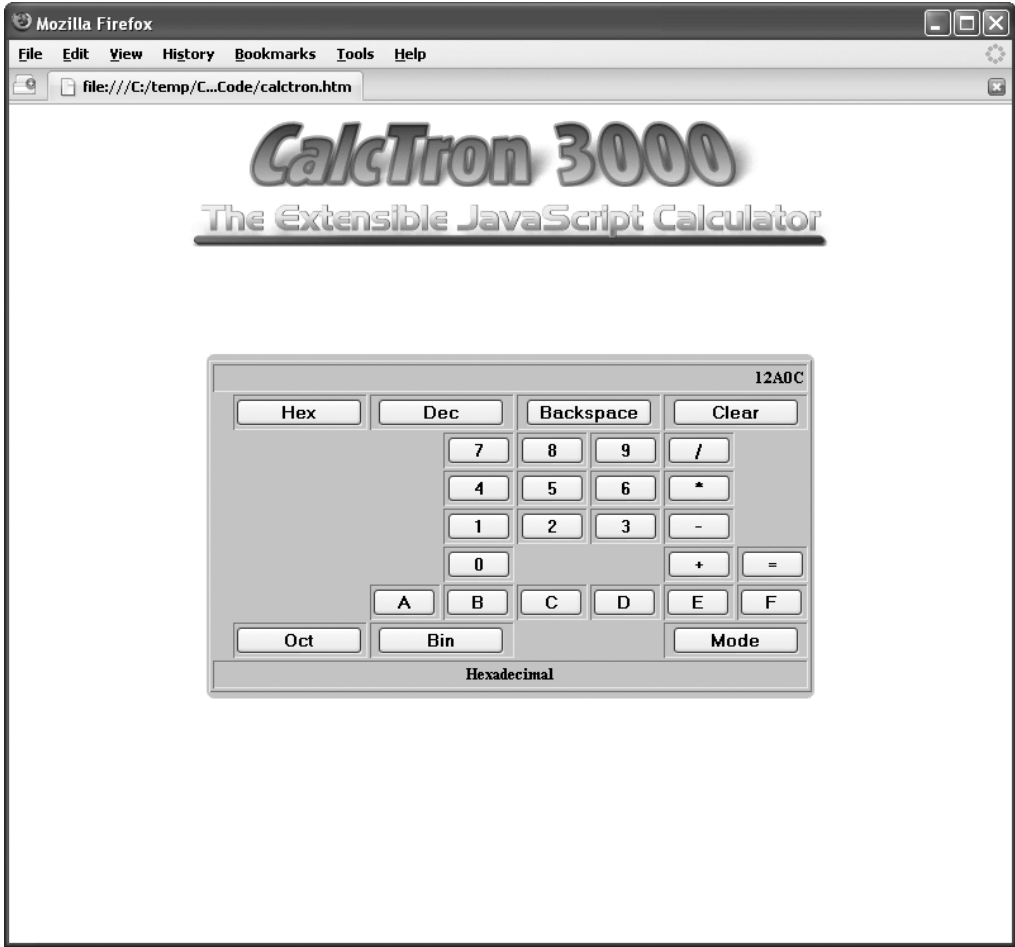 Mozilla Firefox
File Edit View History Bookmarks Tools Help
file:///C:/temp/C...Code/calctron.htm
CalcTron 3000
The Extensible JavaScript Calculator
12A0C
Hex Dec Backspace Clear
7 8 9 /
4 5 6 *
1 2 3 -
0 + =
A B C D E F
Oct Bin Mode
Hexadecimal